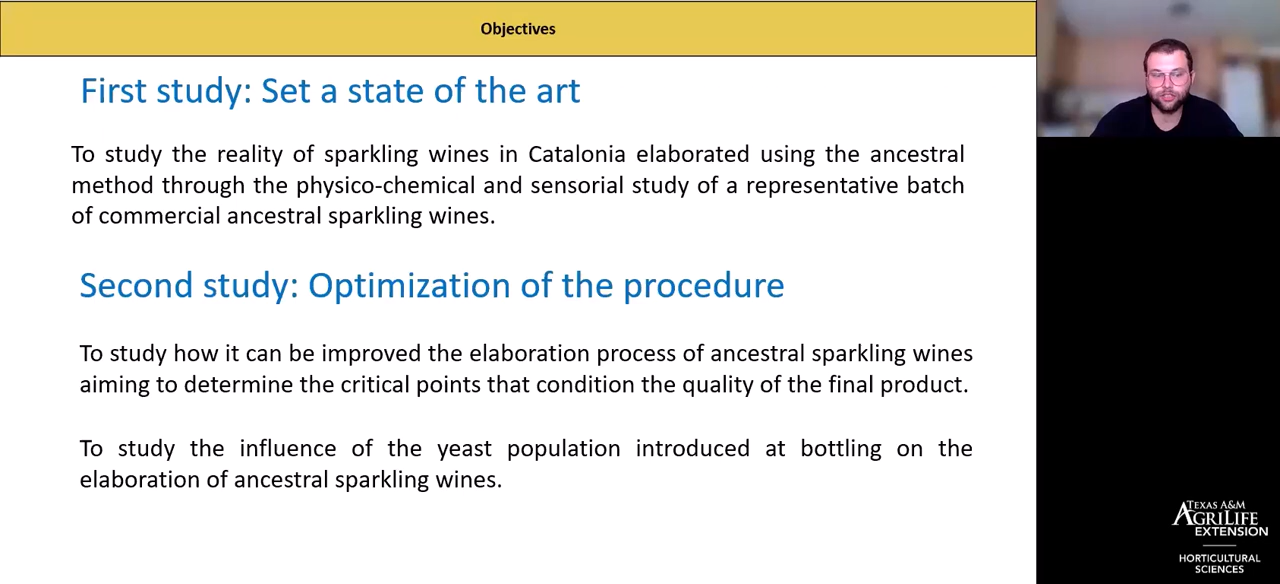 Objectives
First study: Set a state of the art
To study the reality of sparkling wines in Catalonia elaborated using the ancestral
method through the physico-chemical and sensorial study of a representative batch
of commercial ancestral sparkling wines.
Second study: Optimization of the procedure
To study how it can be improved the elaboration process of ancestral sparkling wines
aiming to determine the critical points that condition the quality of the final product.
To study the influence of the yeast population introduced at bottling on the
elaboration of ancestral sparkling wines.
TEXAS A&M
AGRILIFE
EXTENSION
HORTICULTURAL
SCIENCES